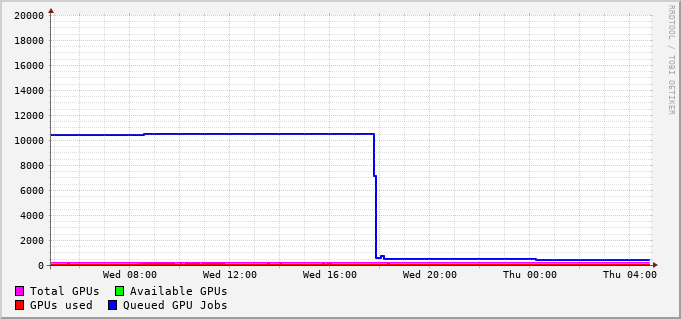 20000
18000
16000
14000
12000
10000
8000
6000
4000
2000
0
Wed 08:00 Wed 12:00 Wed 16:00 Wed 20:00 Thu 00:00 Thu 04:00
Total GPUs Available GPUs
GPUs used Queued GPU Jobs
RRDTOOL / TOBI OETIKER